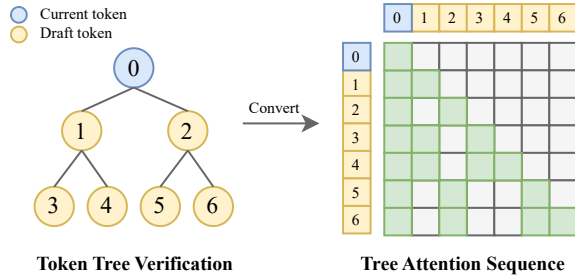 Current token
Draft token
0
1 2
3 4 5 6
Convert
0 1 2 3 4 5 6
0
1
2
3
4
5
6
Token Tree Verification
Tree Attention Sequence